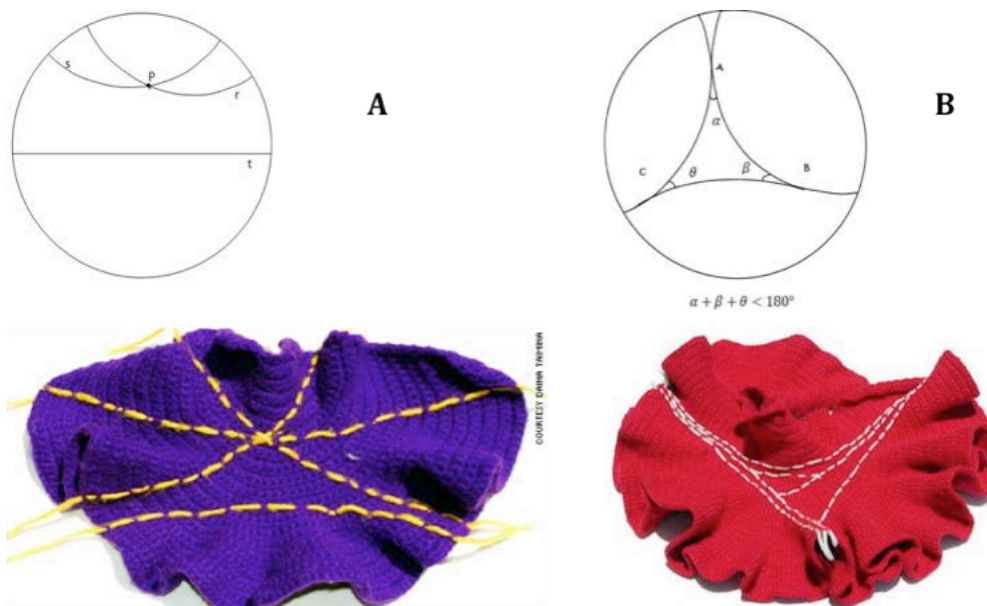 s
P
r
t
A
A
α
C
θ
β
B
B
α + β + θ < 180°
COURTESY DAINA TAIMINA